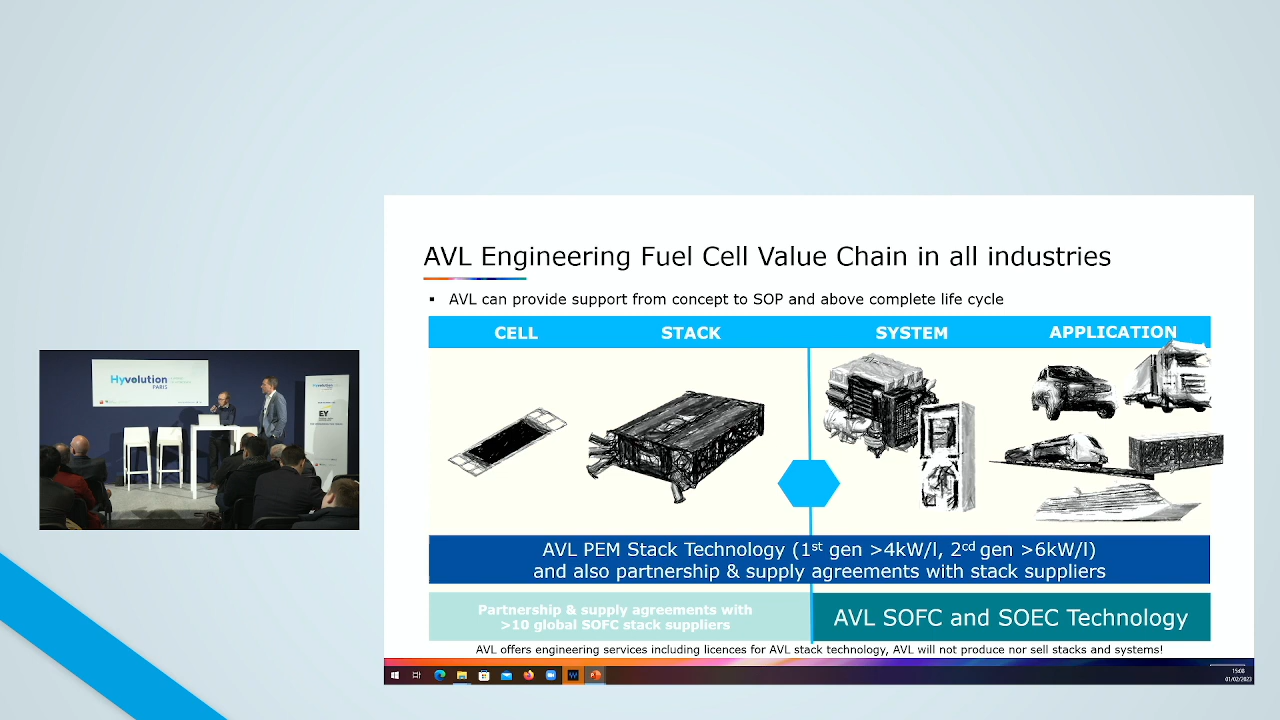 AVL Engineering Fuel Cell Value Chain in all industries
▪ AVL can provide support from concept to SOP and above complete life cycle
CELL STACK SYSTEM APPLICATION
AVL PEM Stack Technology (1st gen >4kW/l, 2cd gen >6kW/l)
and also partnership & supply agreements with stack suppliers
Partnership & supply agreements with
>10 global SOFC stack suppliers
AVL SOFC and SOEC Technology
AVL offers engineering services including licences for AVL stack technology, AVL will not produce nor sell stacks and systems!
15:08
01/02/2023
Hyvolution
PARIS
EY